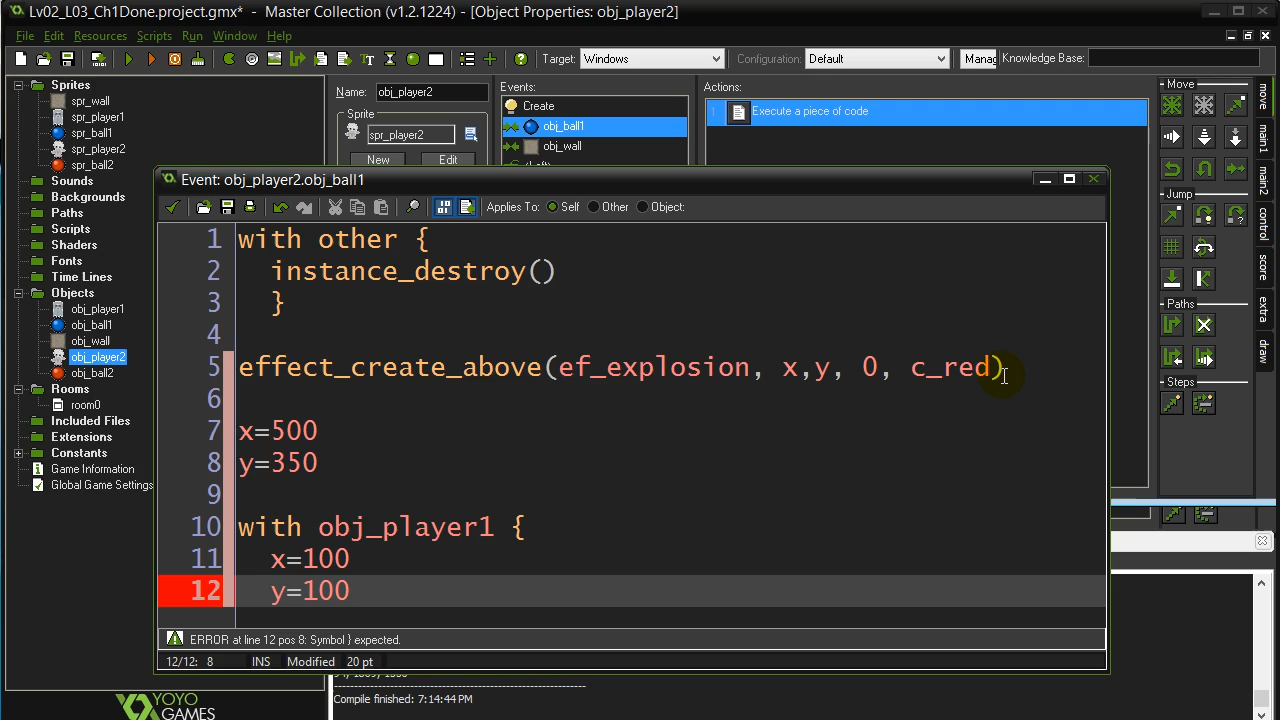 Lv02_L03_Ch1Done.project.gmx* - Master Collection (v1.2.1224) - [Object Properties: obj_player2]
File Edit Resources Scripts Run Window Help
Target: Windows Configuration: Default Manag Knowledge Base:
Sprites
spr_wall
spr_player1
spr_ball1
spr_player2
spr_ball2
Sounds
Backgrounds
Paths
Scripts
Shaders
Fonts
Time Lines
Objects
obj_player1
obj_ball1
obj_wall
obj_player2
obj_ball2
Rooms
room0
Included Files
Extensions
Constants
Game Information
Global Game Settings
YOYO
GAMES
Name: obj_player2
Sprite
spr_player2
New Edit
Events:
Create
obj_ball1
obj_wall
Actions:
1 Execute a piece of code
Move
Jump
Paths
Steps
move
main1
main2
control
score
extra
draw
Event: obj_player2.obj_ball1
Applies To: Self Other Object:
1 with other {
2 instance_destroy()
3 }
4
5 effect_create_above(ef_explosion, x,y, 0, c_red)
6
7 x=500
8 y=350
9
10 with obj_player1 {
11 x=100
12 y=100
ERROR at line 12 pos 8: Symbol } expected.
12/12: 8 INS Modified 20 pt
Compile finished: 7:14:44 PM